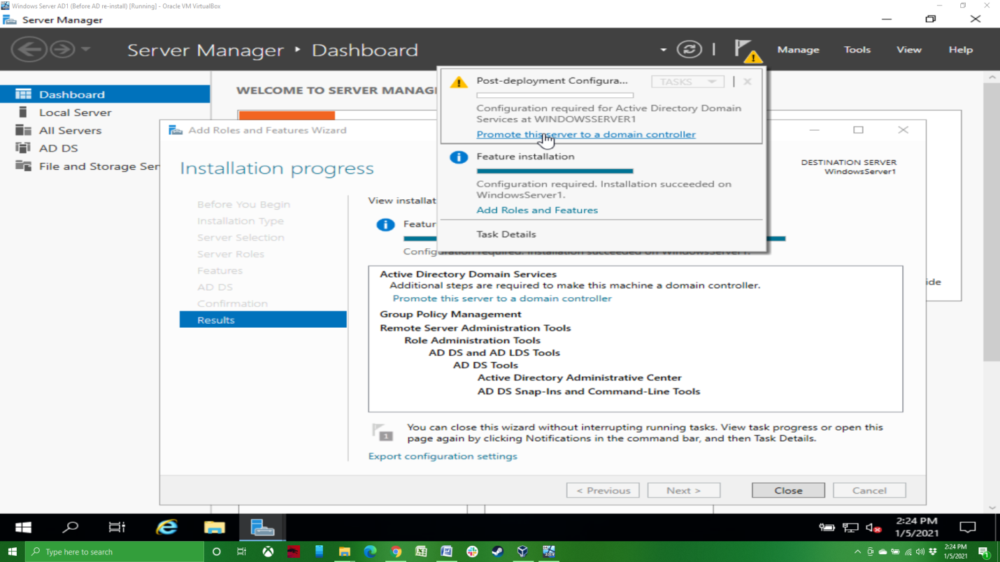 Windows Server AD1 (Before AD re-install) [Running] - Oracle VM VirtualBox
Server Manager
Server Manager ‣ Dashboard
Manage
Tools
View
Help
Dashboard
Local Server
All Servers
AD DS
File and Storage Ser
WELCOME TO SERVER MANAG
Post-deployment Configura...
TASKS
Configuration required for Active Directory Domain
Services at WINDOWSSERVER1
Promote this server to a domain controller
Feature installation
Configuration required. Installation succeeded on
WindowsServer1.
Add Roles and Features
Task Details
Add Roles and Features Wizard
Installation progress
DESTINATION SERVER
WindowsServer1
Before You Begin
Installation Type
Server Selection
Server Roles
Features
AD DS
Confirmation
Results
View installat
Featur
Configuration required. Installation succeeded on WindowsServer1.
Active Directory Domain Services
Additional steps are required to make this machine a domain controller.
Promote this server to a domain controller
Group Policy Management
Remote Server Administration Tools
Role Administration Tools
AD DS and AD LDS Tools
AD DS Tools
Active Directory Administrative Center
AD DS Snap-Ins and Command-Line Tools
ide
1
You can close this wizard without interrupting running tasks. View task progress or open this
page again by clicking Notifications in the command bar, and then Task Details.
Export configuration settings
< Previous
Next >
Close
Cancel
2:24 PM
1/5/2021
Type here to search
2:24 PM
1/5/2021
1